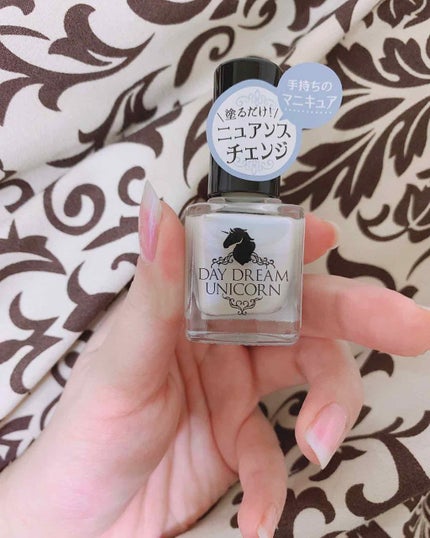 手持ちの
マニキュア
\塗るだけ!/
ニュアンス
チェンジ
DAY DREAM
UNICORN